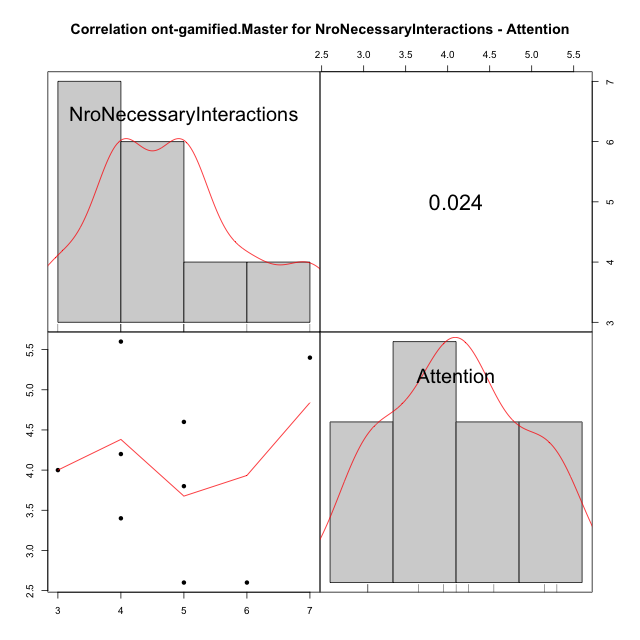 Correlation ont-gamified.Master for NroNecessaryInteractions - Attention
2.5 3.0 3.5 4.0 4.5 5.0 5.5
NroNecessaryInteractions
0.024
7
6
5
4
3
Attention
5.5
5.0
4.5
4.0
3.5
3.0
2.5
3 4 5 6 7